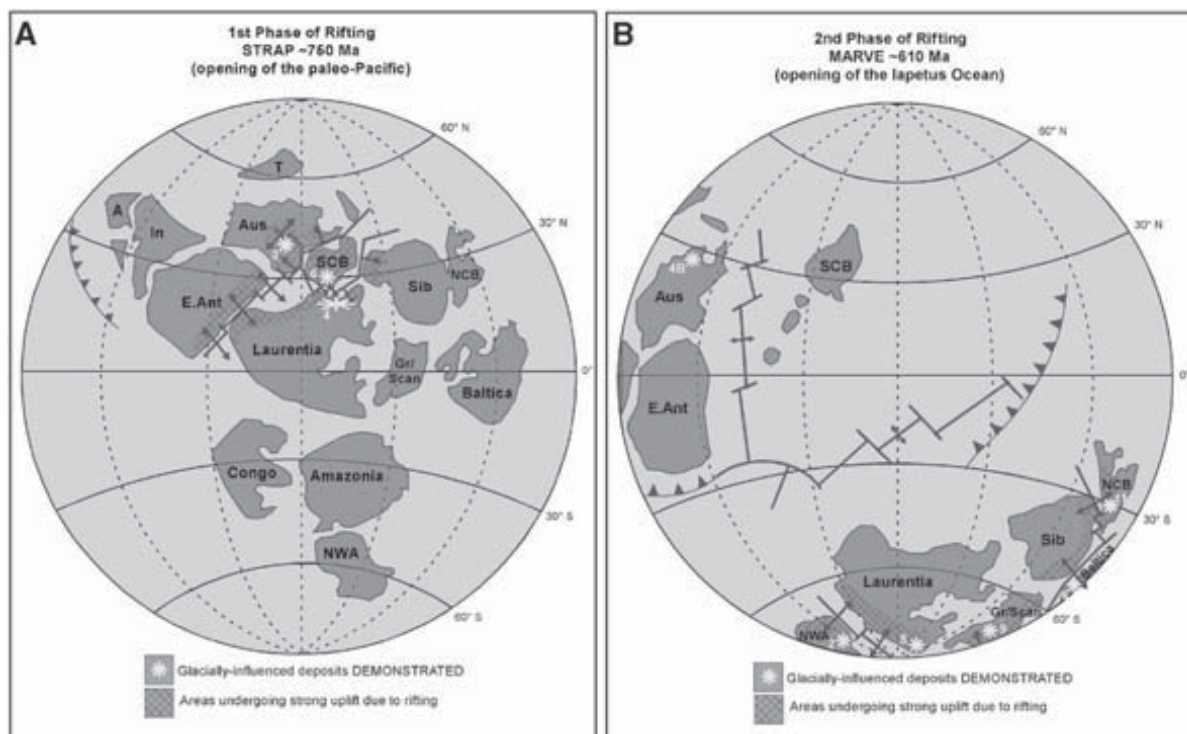 A
1st Phase of Rifting
STRAP ~750 Ma
(opening of the paleo-Pacific)
60° N
T
30° N
A
In
Aus
SCB
Sib
NCB
E.Ant
Laurentia
Gr/
Scan
Baltica
0°
Congo
Amazonia
30° S
NWA
60° S
Glacially-influenced deposits DEMONSTRATED
Areas undergoing strong uplift due to rifting
B
2nd Phase of Rifting
MARVE ~610 Ma
(opening of the Iapetus Ocean)
60° N
30° N
SCB
Aus
0°
E.Ant
NCB
30° S
Sib
Baltica
Laurentia
Gr/Scan
60° S
NWA
Glacially-influenced deposits DEMONSTRATED
Areas undergoing strong uplift due to rifting